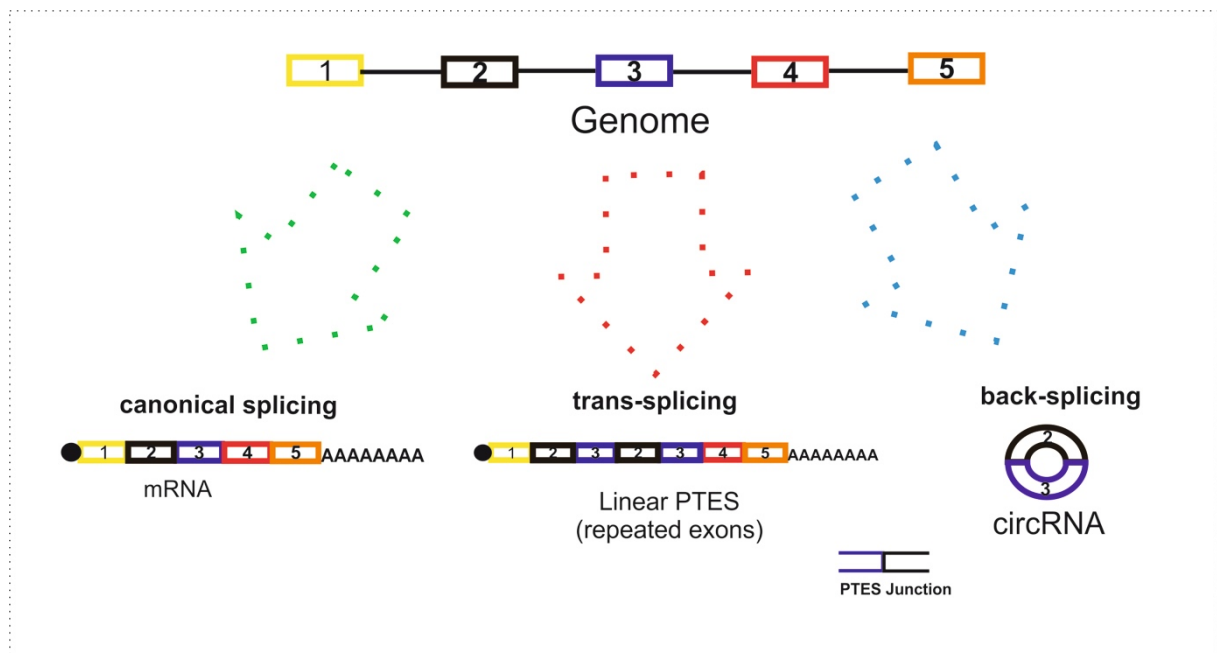 1 2 3 4 5
Genome
canonical splicing
1 2 3 4 5 AAAAAAAA
mRNA
trans-splicing
1 2 3 2 3 4 5 AAAAAAAA
Linear PTES
(repeated exons)
back-splicing
2
3
circRNA
PTES Junction